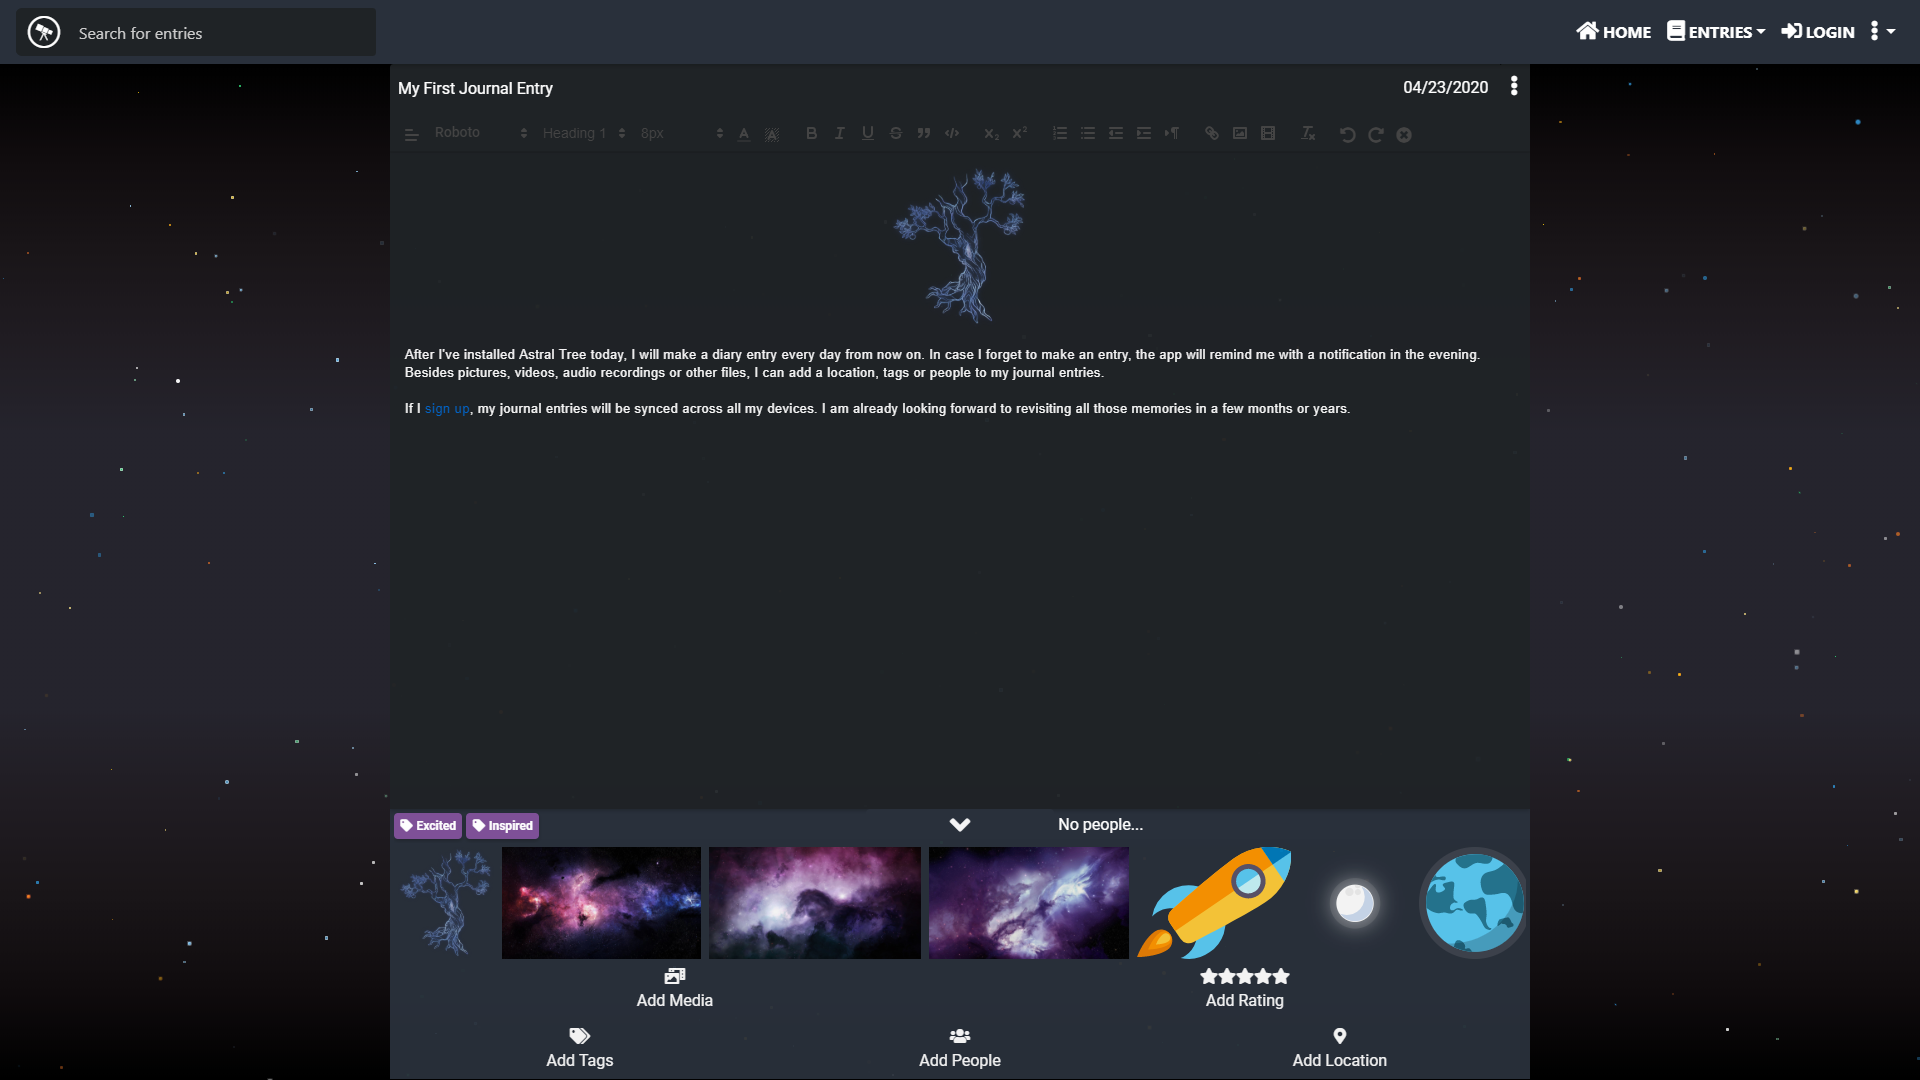 Search for entries
HOME
ENTRIES
LOGIN
My First Journal Entry
04/23/2020
Roboto
Heading 1
8px
After I've installed Astral Tree today, I will make a diary entry every day from now on. In case I forget to make an entry, the app will remind me with a notification in the evening.
Besides pictures, videos, audio recordings or other files, I can add a location, tags or people to my journal entries.
If I sign up, my journal entries will be synced across all my devices. I am already looking forward to revisiting all those memories in a few months or years.
Excited
Inspired
No people...
Add Media
Add Rating
Add Tags
Add People
Add Location